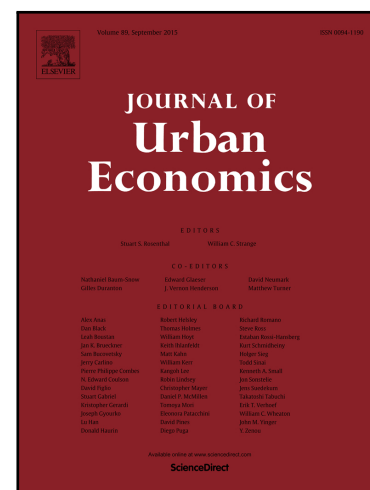 Volume 89, September 2015
ISSN 0094-1190
ELSEVIER
JOURNAL OF
Urban
Economics
EDITORS
Stuart S. Rosenthal
William C. Strange
CO-EDITORS
Nathaniel Baum-Snow
Edward Glaeser
David Neumark
Gilles Duranton
J. Vernon Henderson
Matthew Turner
EDITORIAL BOARD
Alex Anas
Robert Helsley
Richard Romano
Dan Black
Thomas Holmes
Steve Ross
Leah Boustan
William Hoyt
Esteban Rossi-Hansberg
Jan K. Brueckner
Keith Ihlanfeldt
Kurt Schmidheiny
Sam Bucovetsky
Matt Kahn
Holger Sieg
Jerry Carlino
William Kerr
Todd Sinai
Pierre Philippe Combes
Kangoh Lee
Kenneth A. Small
N. Edward Coulson
Robin Lindsey
Jon Sonstelie
David Figlio
Christopher Mayer
Jens Suedekum
Stuart Gabriel
Daniel P. McMillen
Takatoshi Tabuchi
Kristopher Gerardi
Tomoya Mori
Erik T. Verhoef
Joseph Gyourko
Eleonora Patacchini
William C. Wheaton
Lu Han
David Pines
John M. Yinger
Donald Haurin
Diego Puga
Y. Zenou
Available online at www.sciencedirect.com
ScienceDirect